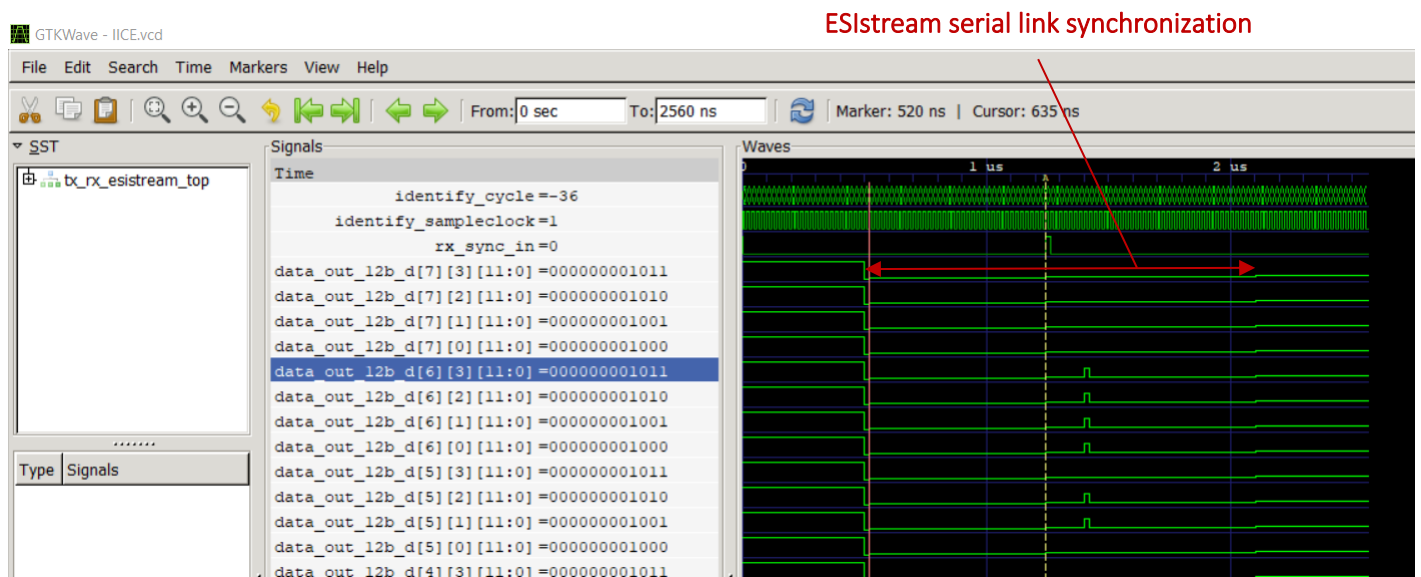 ESIstream serial link synchronization
GTKWave - IICE.vcd
File Edit Search Time Markers View Help
From: 0 sec To: 2560 ns Marker: 520 ns | Cursor: 635 ns
SST
tx_rx_esistream_top
Type Signals
Signals
Time
identify_cycle =-36
identify_sampleclock =1
rx_sync_in =0
data_out_12b_d[7][3][11:0] =000000001011
data_out_12b_d[7][2][11:0] =000000001010
data_out_12b_d[7][1][11:0] =000000001001
data_out_12b_d[7][0][11:0] =000000001000
data_out_12b_d[6][3][11:0] =000000001011
data_out_12b_d[6][2][11:0] =000000001010
data_out_12b_d[6][1][11:0] =000000001001
data_out_12b_d[6][0][11:0] =000000001000
data_out_12b_d[5][3][11:0] =000000001011
data_out_12b_d[5][2][11:0] =000000001010
data_out_12b_d[5][1][11:0] =000000001001
data_out_12b_d[5][0][11:0] =000000001000
data_out_12b_d[4][3][11:0] =000000001011
Waves
0 1 us 2 us
A